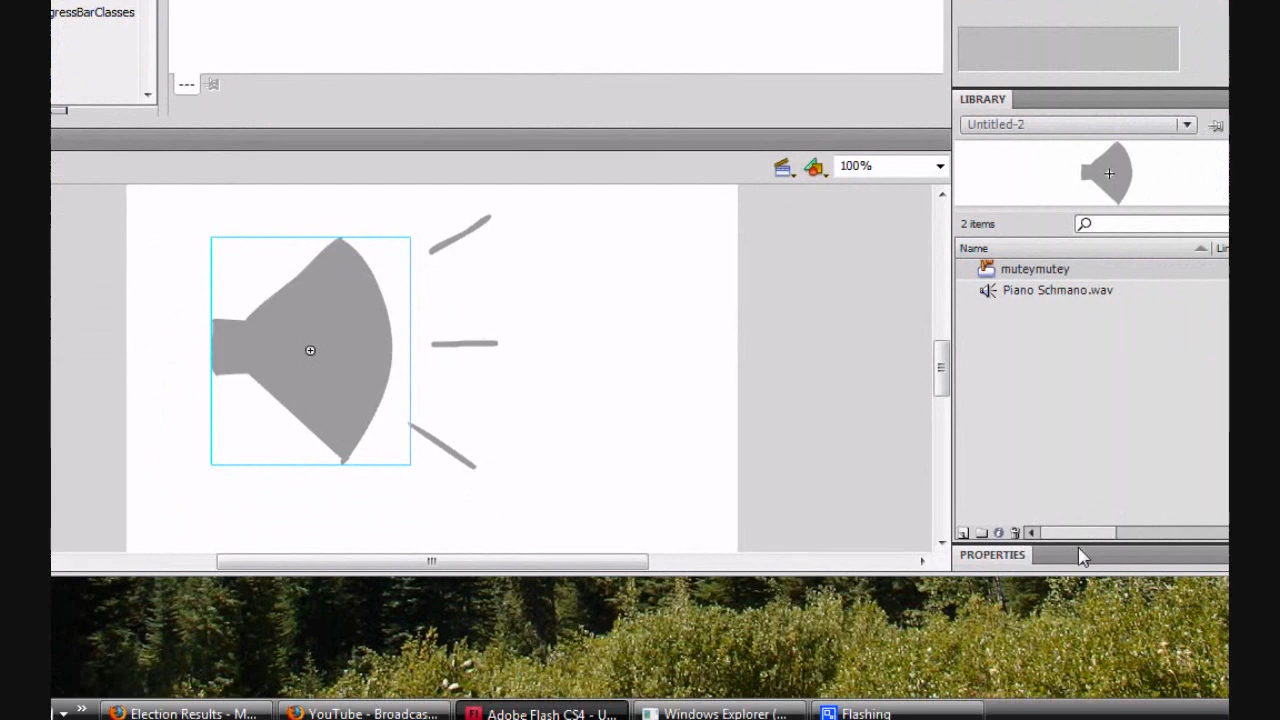 gressBarClasses
---
LIBRARY
Untitled-2
100%
2 items
Name
Lin
muteymutey
Piano Schmano.wav
PROPERTIES
Election Results - M...
YouTube - Broadcas...
Adobe Flash CS4 - U...
Windows Explorer (...
Flashing